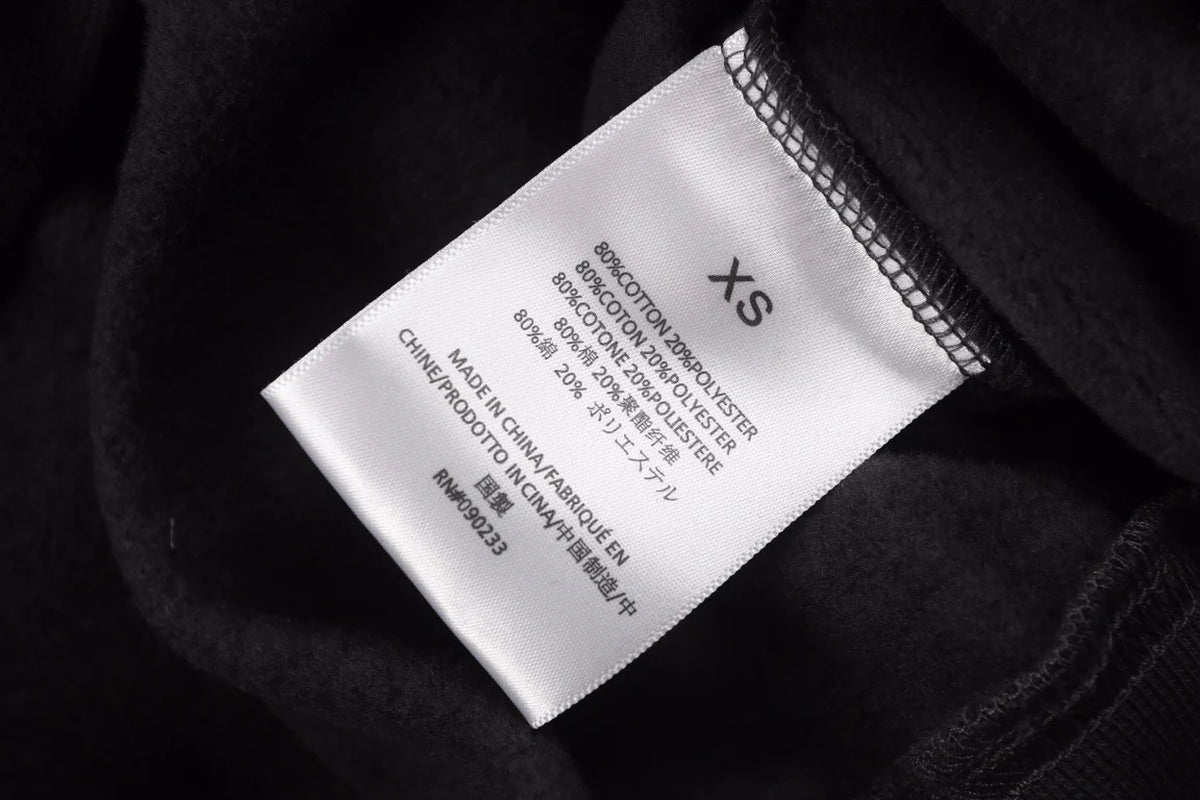 XS
80%COTTON 20%POLYESTER
80%COTON 20%POLYESTER
80%COTONE 20%POLIESTERE
80%棉 20%聚酯纤维
80%綿 20% ポリエステル
MADE IN CHINA/FABRIQUÉ EN
CHINE/PRODOTTO IN CINA/中国制造/中
国製
RN#090233